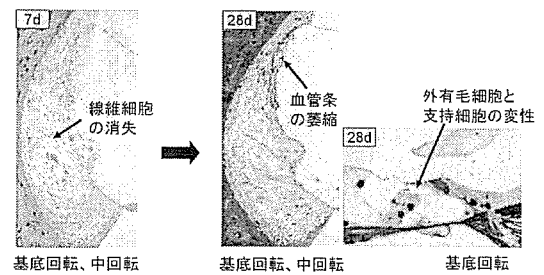 7d
線維細胞
の消失
基底回転、中回転
28d
血管条
の萎縮
基底回転、中回転
外有毛細胞と
支持細胞の変性
28d
基底回転